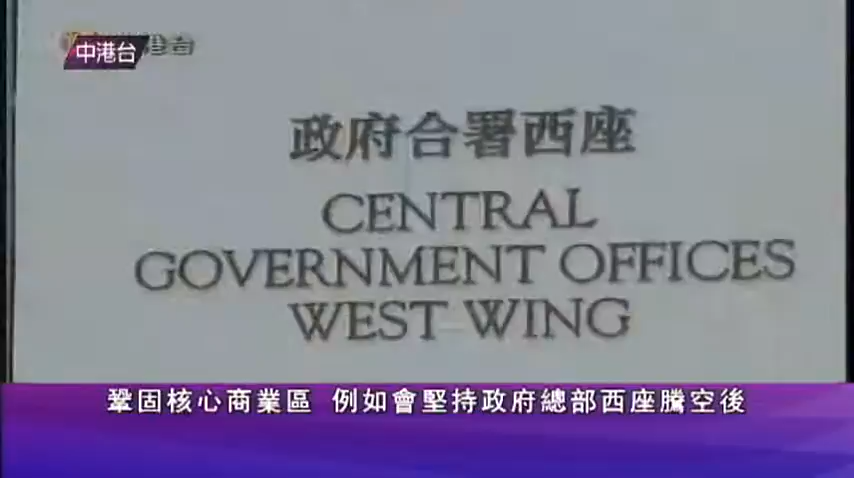 中港台
政府合署西座
CENTRAL
GOVERNMENT OFFICES
WEST WING
鞏固核心商業區 例如會堅持政府總部西座騰空後